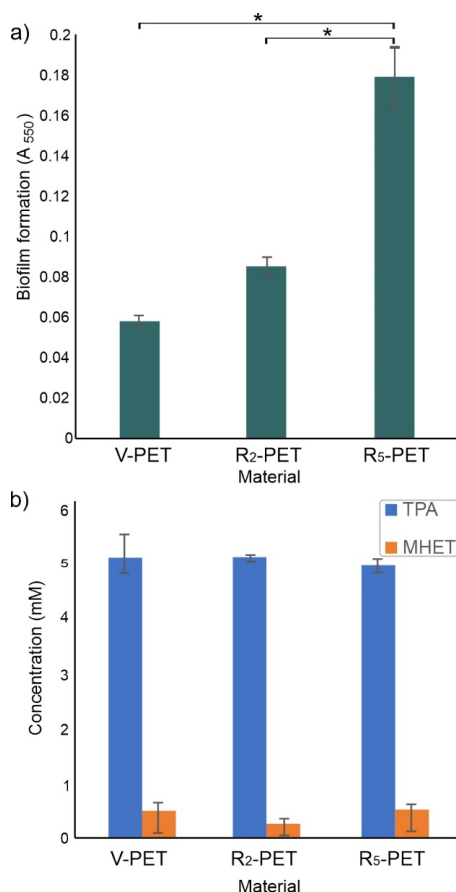 a)
* *
0.2
0.18
0.16
0.14
0.12
0.1
0.08
0.06
0.04
0.02
0
Biofilm formation (A 550)
V-PET R2-PET R5-PET
Material
b)
6
5
4
3
2
1
0
Concentration (mM)
TPA
MHET
V-PET R2-PET R5-PET
Material